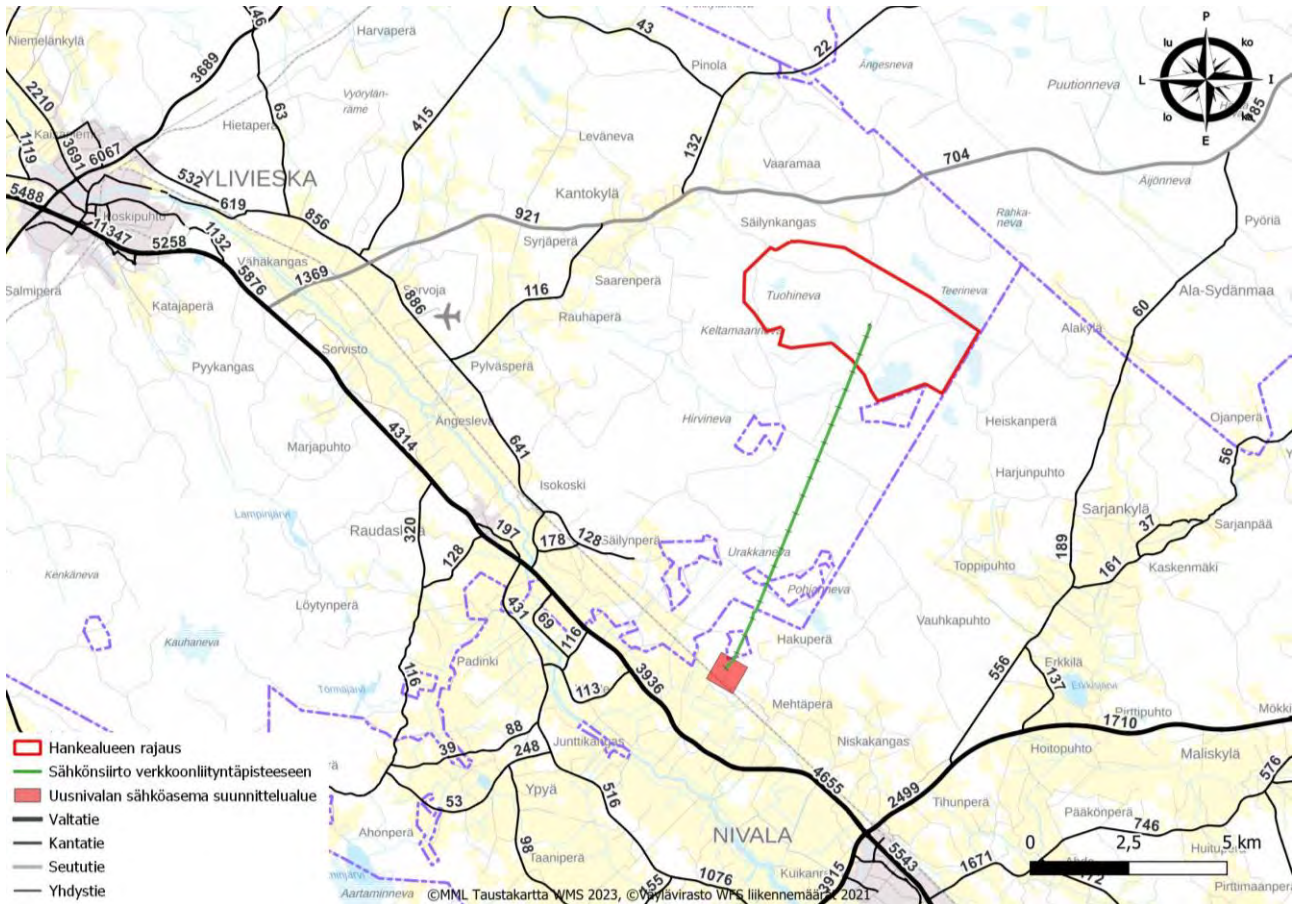 Niemelänkylä
46
Harvaperä
43
22
P
lu
ko
L
I
lo
E
Pinola
Ängesneva
3689
Vyörylän-
räme
Puutionneva
2210
63
415
Hietaperä
Leväneva
132
Vaaramaa
704
Äijönneva
1119
3691
6067
532
YLIVIESKA
619
Kantokylä
Pyöriä
5488
Koskipuhto
856
921
Säilynkangas
Rahka-
neva
11347
5258
1132
Vähäkangas
Syrjäperä
5876
1369
Saarenperä
Tuohineva
Teerineva
Ala-Sydänmaa
Salmiperä
Katajaperä
886
116
60
Rauhaperä
Alakylä
Sorvisto
Pyykangas
Pylväsperä
Hirvineva
Heiskanperä
Ojanperä
Ängeslevä
4314
641
Marjapuhto
56
Harjunpuhto
Isokoski
Sarjankylä
Lampinjärvi
320
197
178
128
37
Sarjanpää
Urakkaneva
189
Kenkäneva
128
Toppipuhto
161
Kaskenmäki
Löytynperä
431
69
116
Vauhkapuhto
Kauhaneva
Hakuperä
Padinki
556
Erkkilä
116
113
3936
137
Erkkisjärvi
Mehtäperä
Pirttipuhto
1710
88
39
248
Junttikangas
Niskakangas
Hoitopuhto
Maliskylä
4655
2499
576
53
Ypyä
516
Tihunperä
Pääkönperä
746
Ahonperä
98
NIVALA
0
2,5
5 km
Taaniperä
5543
1671
1076
3915
Pirttimaanperä
Aartaminneva
Hankealueen rajaus
Sähkönsiirto verkkoonliityntäpisteeseen
Uusnivalan sähköasema suunnittelualue
Valtatie
Kantatie
Seututie
Yhdystie
©MML Taustakartta WMS 2023, ©Väylävirasto WFS liikennemäärät 2021